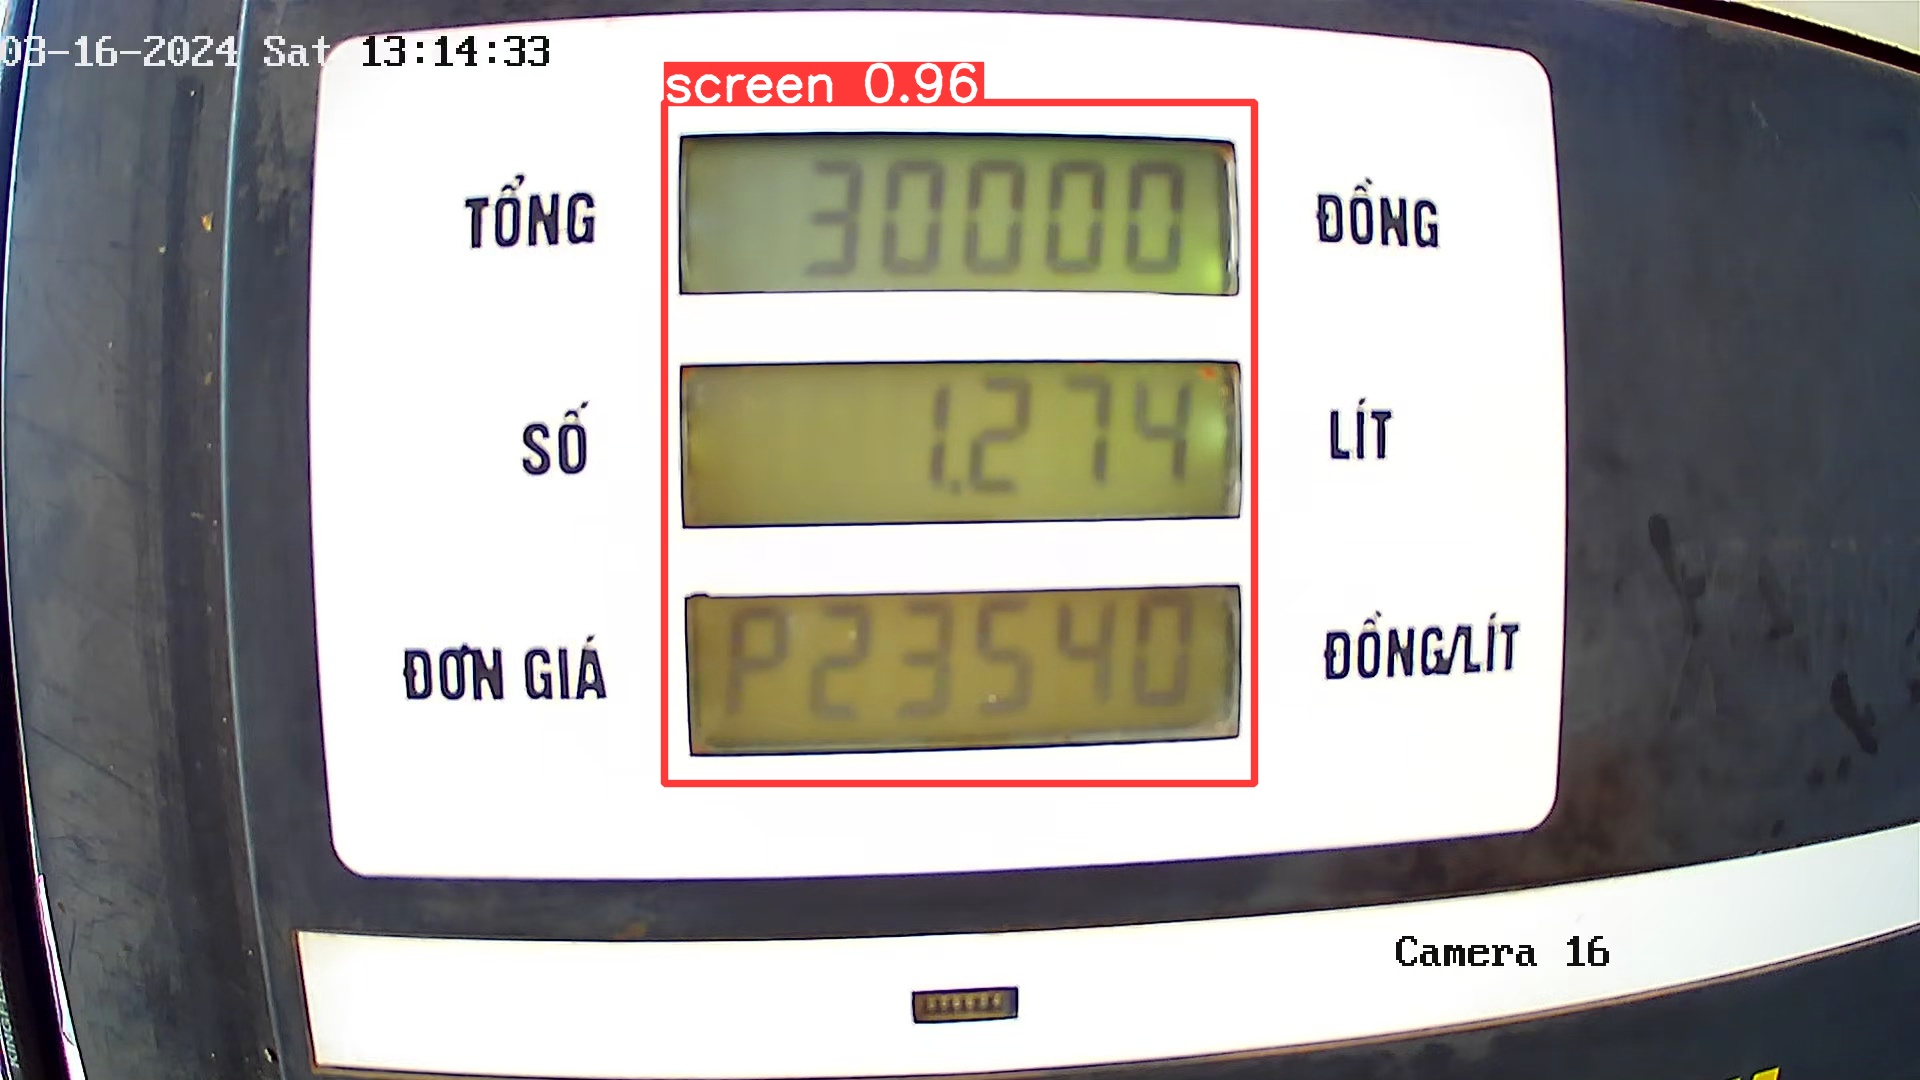 03-16-2024 Sat 13:14:33
screen 0.96
TỔNG 30000 ĐỒNG
SỐ 1.274 LÍT
ĐƠN GIÁ P23540 ĐỒNG/LÍT
Camera 16